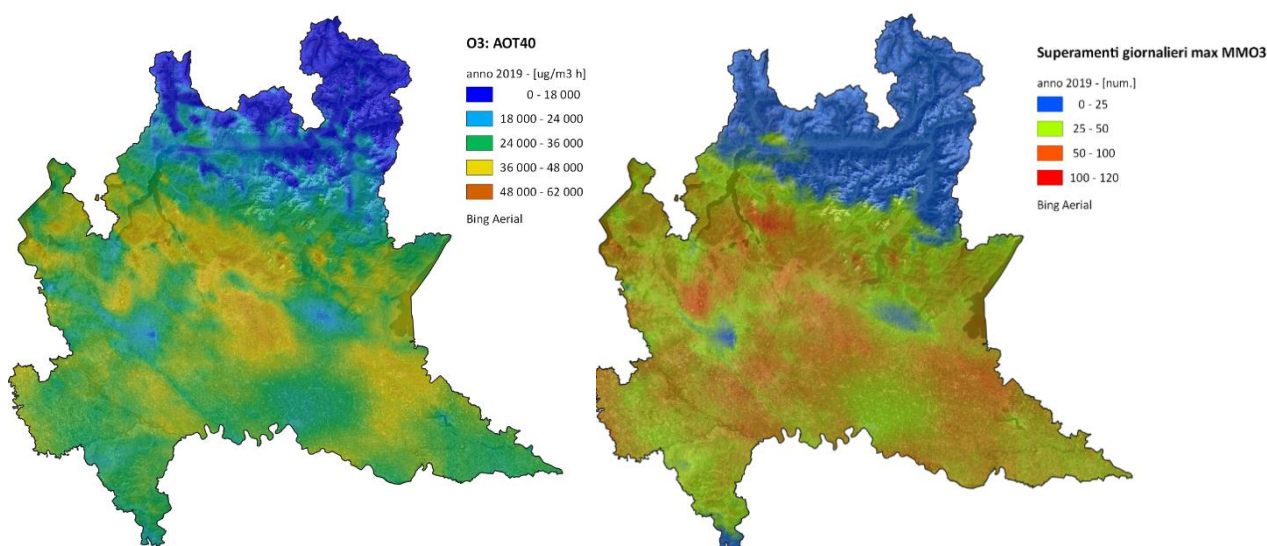 O3: AOT40
anno 2019 - [ug/m3 h]
0 - 18 000
18 000 - 24 000
24 000 - 36 000
36 000 - 48 000
48 000 - 62 000
Bing Aerial
Superamenti giornalieri max MMO3
anno 2019 - [num.]
0 - 25
25 - 50
50 - 100
100 - 120
Bing Aerial